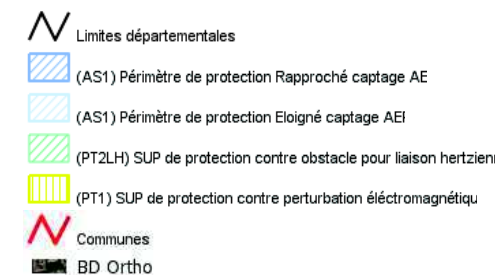 Limites départementales
(AS1) Périmètre de protection Rapproché captage AE
(AS1) Périmètre de protection Eloigné captage AEI
(PT2LH) SUP de protection contre obstacle pour liaison hertzienn
(PT1) SUP de protection contre perturbation éléctromagnétiqu
Communes
BD Ortho